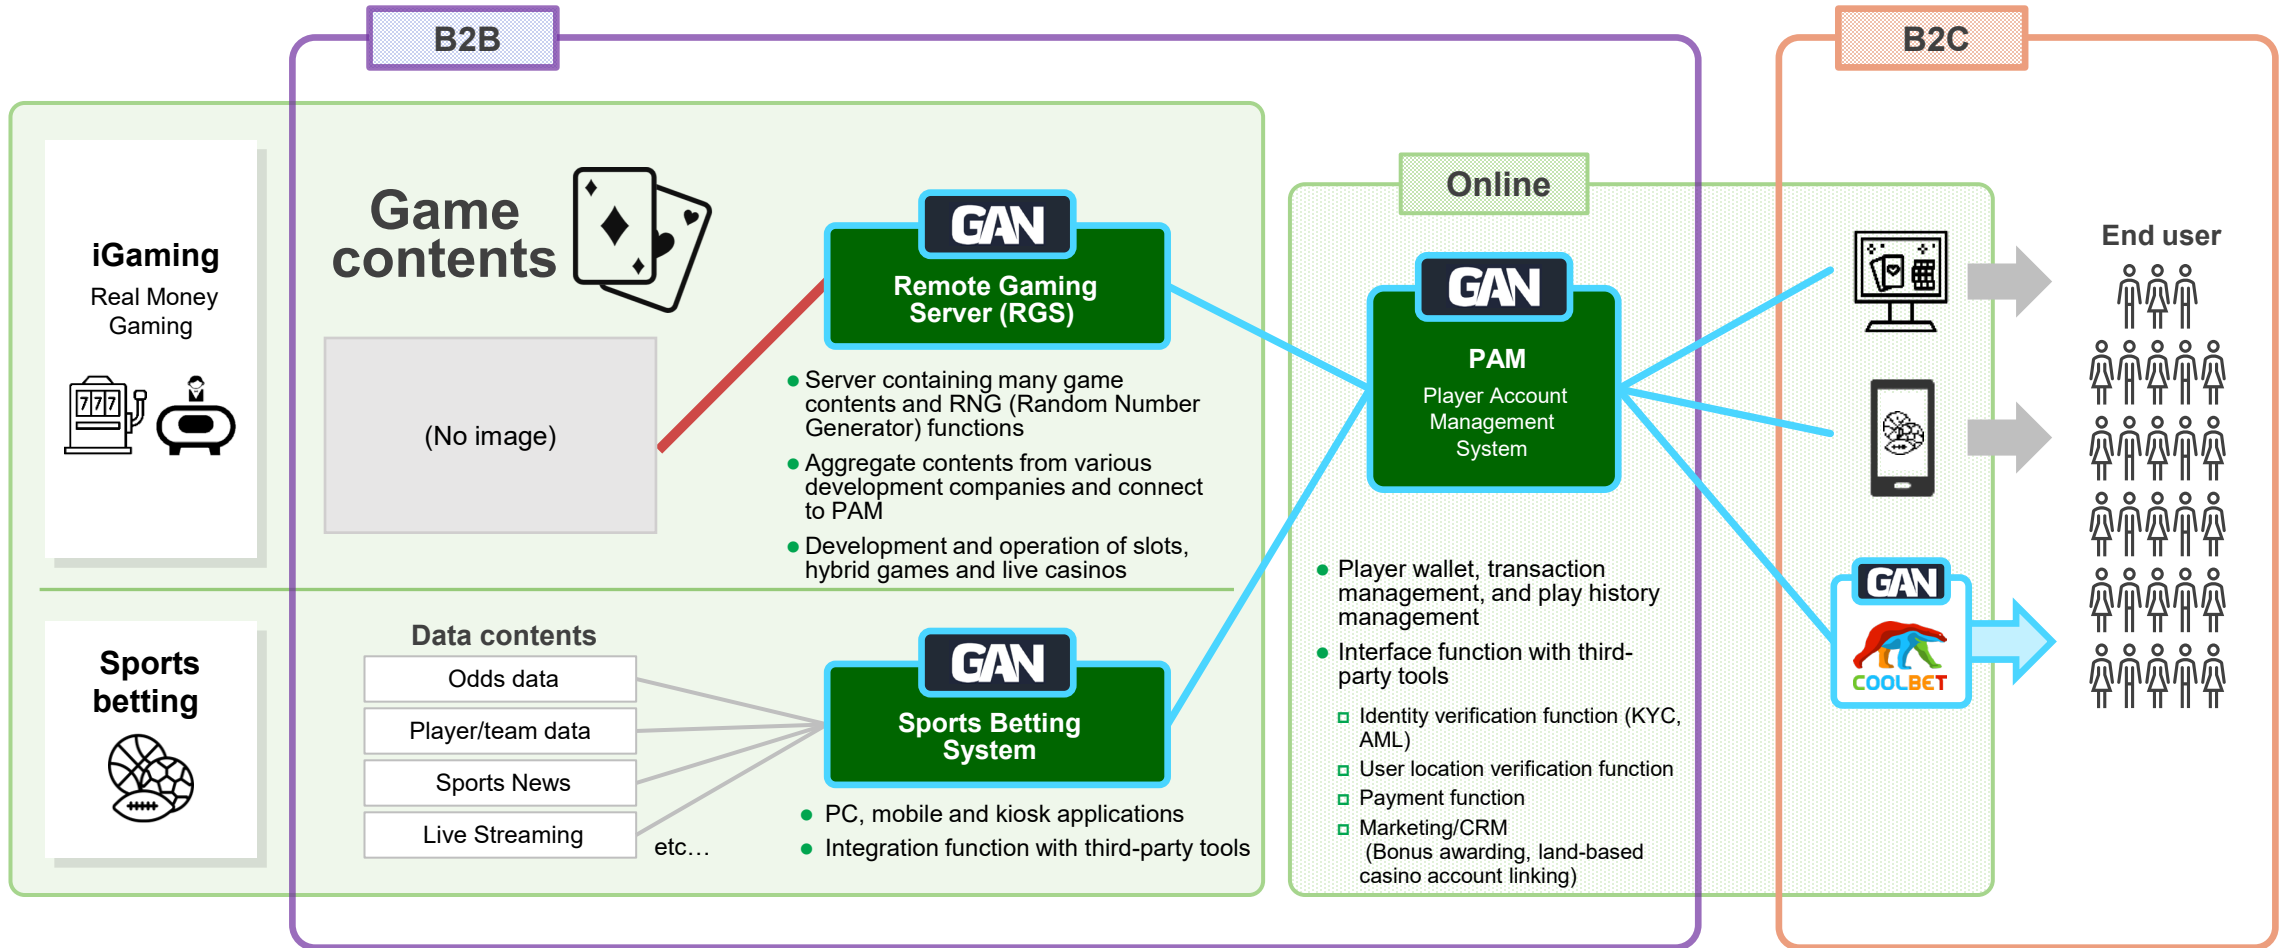 B2B
B2C
iGaming
Real Money
Gaming
777
Game
contents
(No image)
GAN
Remote Gaming
Server (RGS)
Server containing many game
contents and RNG (Random Number
Generator) functions
Aggregate contents from various
development companies and connect
to PAM
Development and operation of slots,
hybrid games and live casinos
Sports
betting
Data contents
Odds data
Player/team data
Sports News
Live Streaming
etc…
GAN
Sports Betting
System
PC, mobile and kiosk applications
Integration function with third-party tools
Online
GAN
PAM
Player Account
Management
System
Player wallet, transaction
management, and play history
management
Interface function with third-
party tools
Identity verification function (KYC,
AML)
User location verification function
Payment function
Marketing/CRM
(Bonus awarding, land-based
casino account linking)
GAN
COOLBET
End user